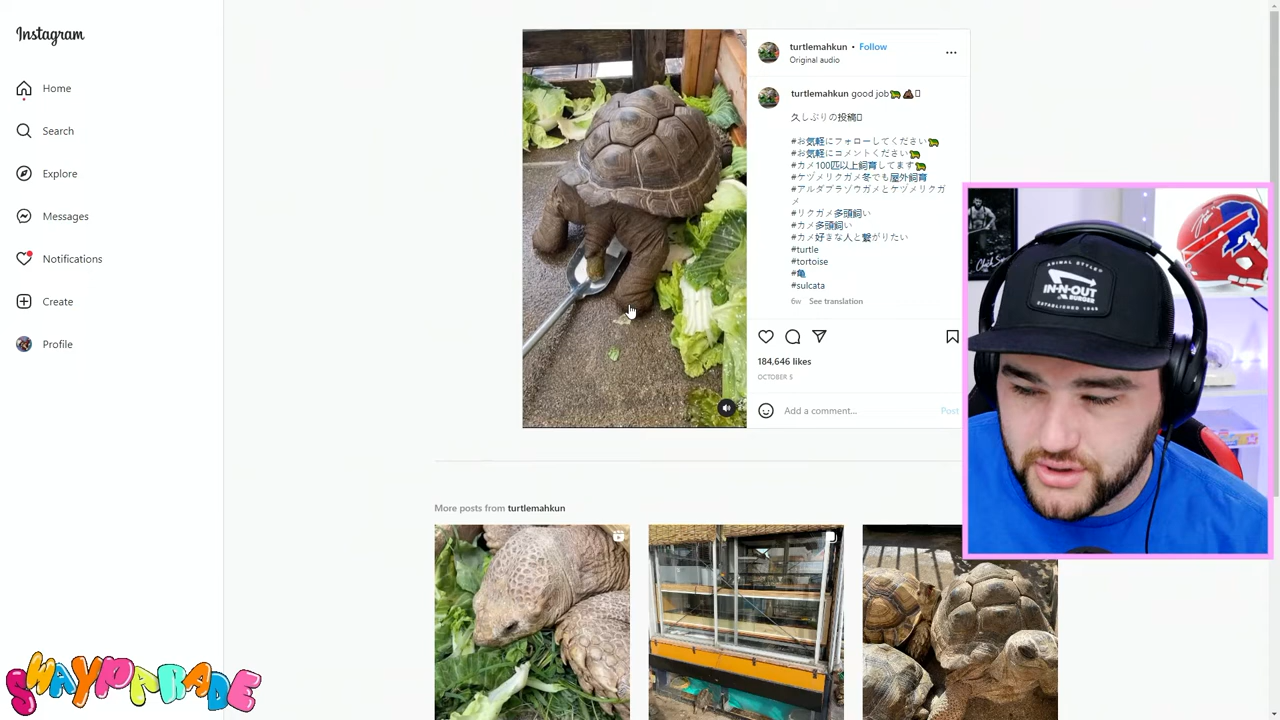 Instagram
Home
Search
Explore
Messages
Notifications
Create
Profile
turtlemahkun • Follow
Original audio
turtlemahkun good job🐢💩
久しぶりの投稿
#お気軽にフォローしてください🐢
#お気軽にコメントください🐢
#カメ100匹以上飼育してます🐢
#ケヅメリクガメ冬でも屋外飼育
#アルダブラゾウガメとケヅメリクガ
メ
#リクガメ多頭飼い
#カメ多頭飼い
#カメ好きな人と繋がりたい
#turtle
#tortoise
#亀
#sulcata
6w See translation
184,646 likes
OCTOBER 5
Add a comment... Post
More posts from turtlemahkun
ANIMAL STYLE
IN-N-OUT
BURGER
ESTABLISHED 1948
SWAYPARADE